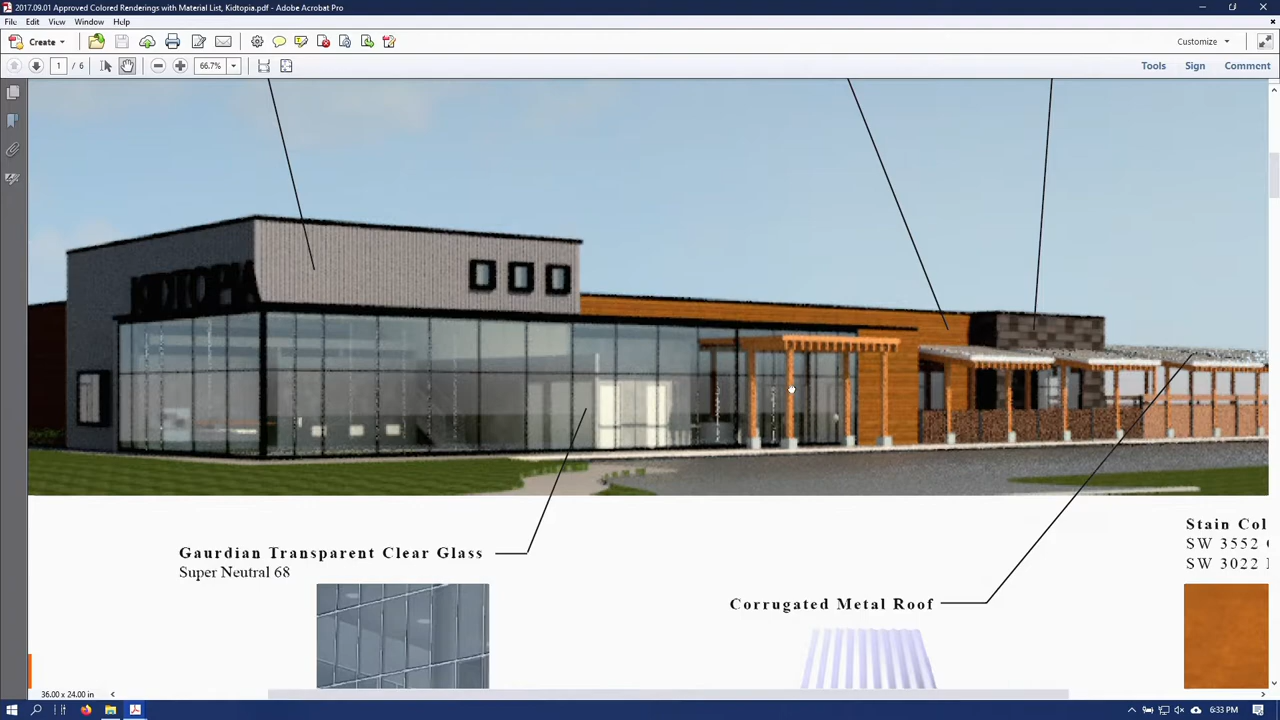 2017.09.01 Approved Colored Renderings with Material List, Kidtopia.pdf - Adobe Acrobat Pro
File Edit View Window Help
Create Customize
1 / 6 66.7% Tools Sign Comment
KIDTOPIA
Gaurdian Transparent Clear Glass
Super Neutral 68
Corrugated Metal Roof
Stain Col
SW 3552
SW 3022
36.00 x 24.00 in
6:33 PM